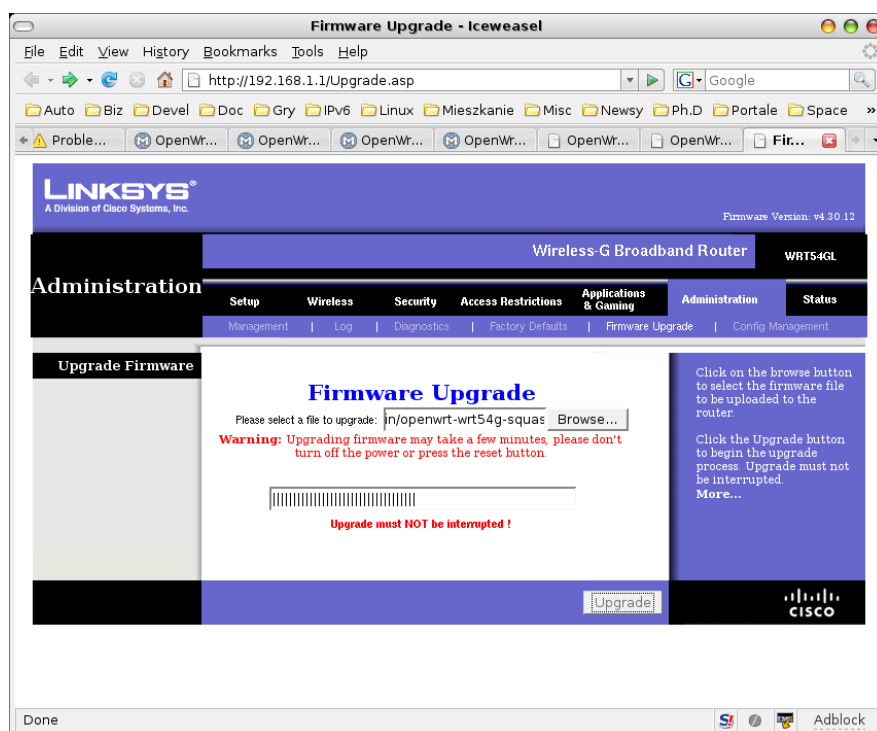 Firmware Upgrade - Iceweasel
File Edit View History Bookmarks Tools Help
http://192.168.1.1/Upgrade.asp
G Google
Auto Biz Devel Doc Gry IPv6 Linux Mieszkanie Misc Newsy Ph.D Portale Space »
Proble... OpenWr... OpenWr... OpenWr... OpenWr... OpenWr... OpenWr... Fir...
LINKSYS®
A Division of Cisco Systems, Inc.
Firmware Version: v4.30.12
Wireless-G Broadband Router WRT54GL
Administration
Setup Wireless Security Access Restrictions Applications & Gaming Administration Status
Management | Log | Diagnostics | Factory Defaults | Firmware Upgrade | Config Management
Upgrade Firmware
Firmware Upgrade
Please select a file to upgrade: in/openwrt-wrt54g-squas Browse...
Warning: Upgrading firmware may take a few minutes, please don't
turn off the power or press the reset button.
Upgrade must NOT be interrupted !
Click on the browse button
to select the firmware file
to be uploaded to the
router.
Click the Upgrade button
to begin the upgrade
process. Upgrade must not
be interrupted.
More...
Upgrade
CISCO
Done
S! Adblock